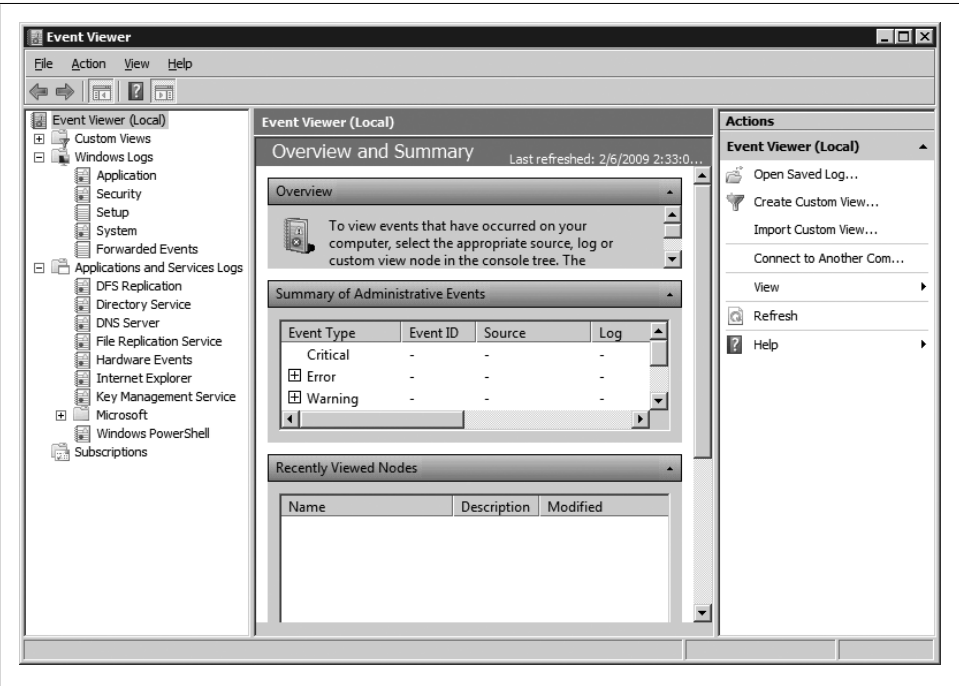 Event Viewer
File Action View Help
Event Viewer (Local)
Custom Views
Windows Logs
Application
Security
Setup
System
Forwarded Events
Applications and Services Logs
DFS Replication
Directory Service
DNS Server
File Replication Service
Hardware Events
Internet Explorer
Key Management Service
Microsoft
Windows PowerShell
Subscriptions
Event Viewer (Local)
Overview and Summary Last refreshed: 2/6/2009 2:33:0...
Overview
To view events that have occurred on your
computer, select the appropriate source, log or
custom view node in the console tree. The
Summary of Administrative Events
Event Type Event ID Source Log
Critical - - -
Error - - -
Warning - - -
Recently Viewed Nodes
Name Description Modified
Actions
Event Viewer (Local)
Open Saved Log...
Create Custom View...
Import Custom View...
Connect to Another Com...
View
Refresh
Help